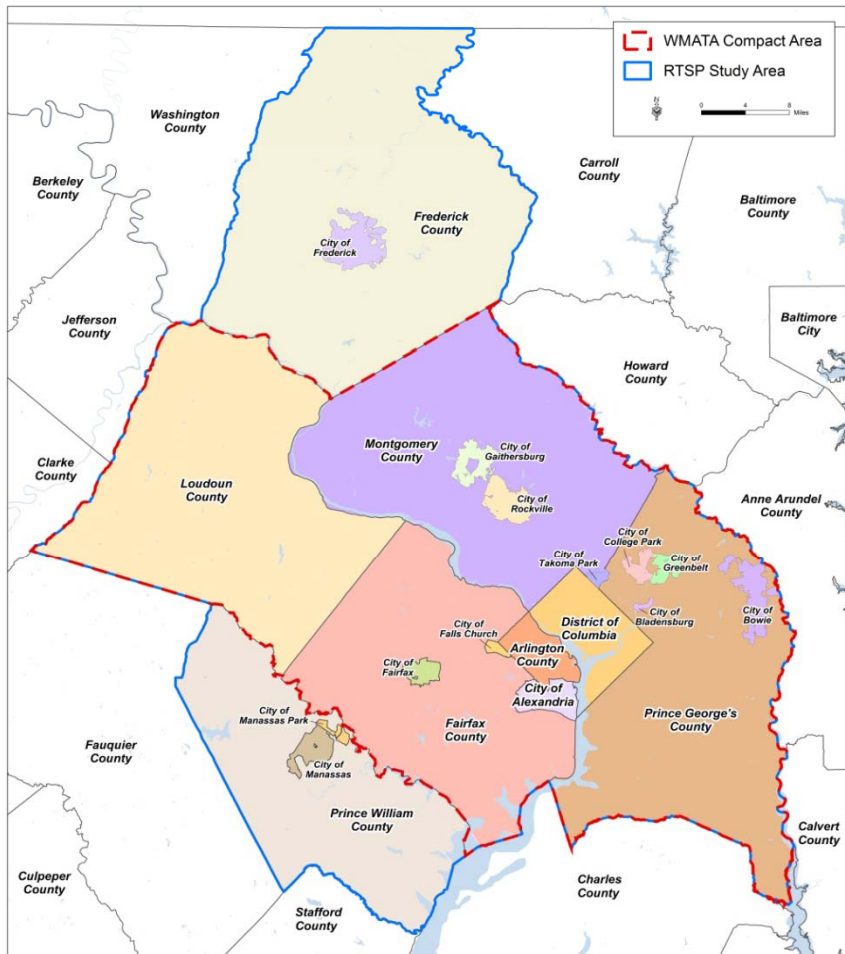 WMATA Compact Area
RTSP Study Area
N
0 4 8
Miles
Washington
County
Carroll
County
Berkeley
County
Baltimore
County
Frederick
County
City of
Frederick
Jefferson
County
Baltimore
City
Howard
County
Montgomery
County
City of
Gaithersburg
Clarke
County
Loudoun
County
City of
Rockville
Anne Arundel
County
City of
College Park
City of
Takoma Park
City of
Greenbelt
City of
Bladensburg
City of
Bowie
District of
Columbia
City of
Falls Church
Arlington
County
City of
Fairfax
City of
Alexandria
Prince George's
County
City of
Manassas Park
Fairfax
County
Fauquier
County
City of
Manassas
Prince William
County
Calvert
County
Culpeper
County
Charles
County
Stafford
County